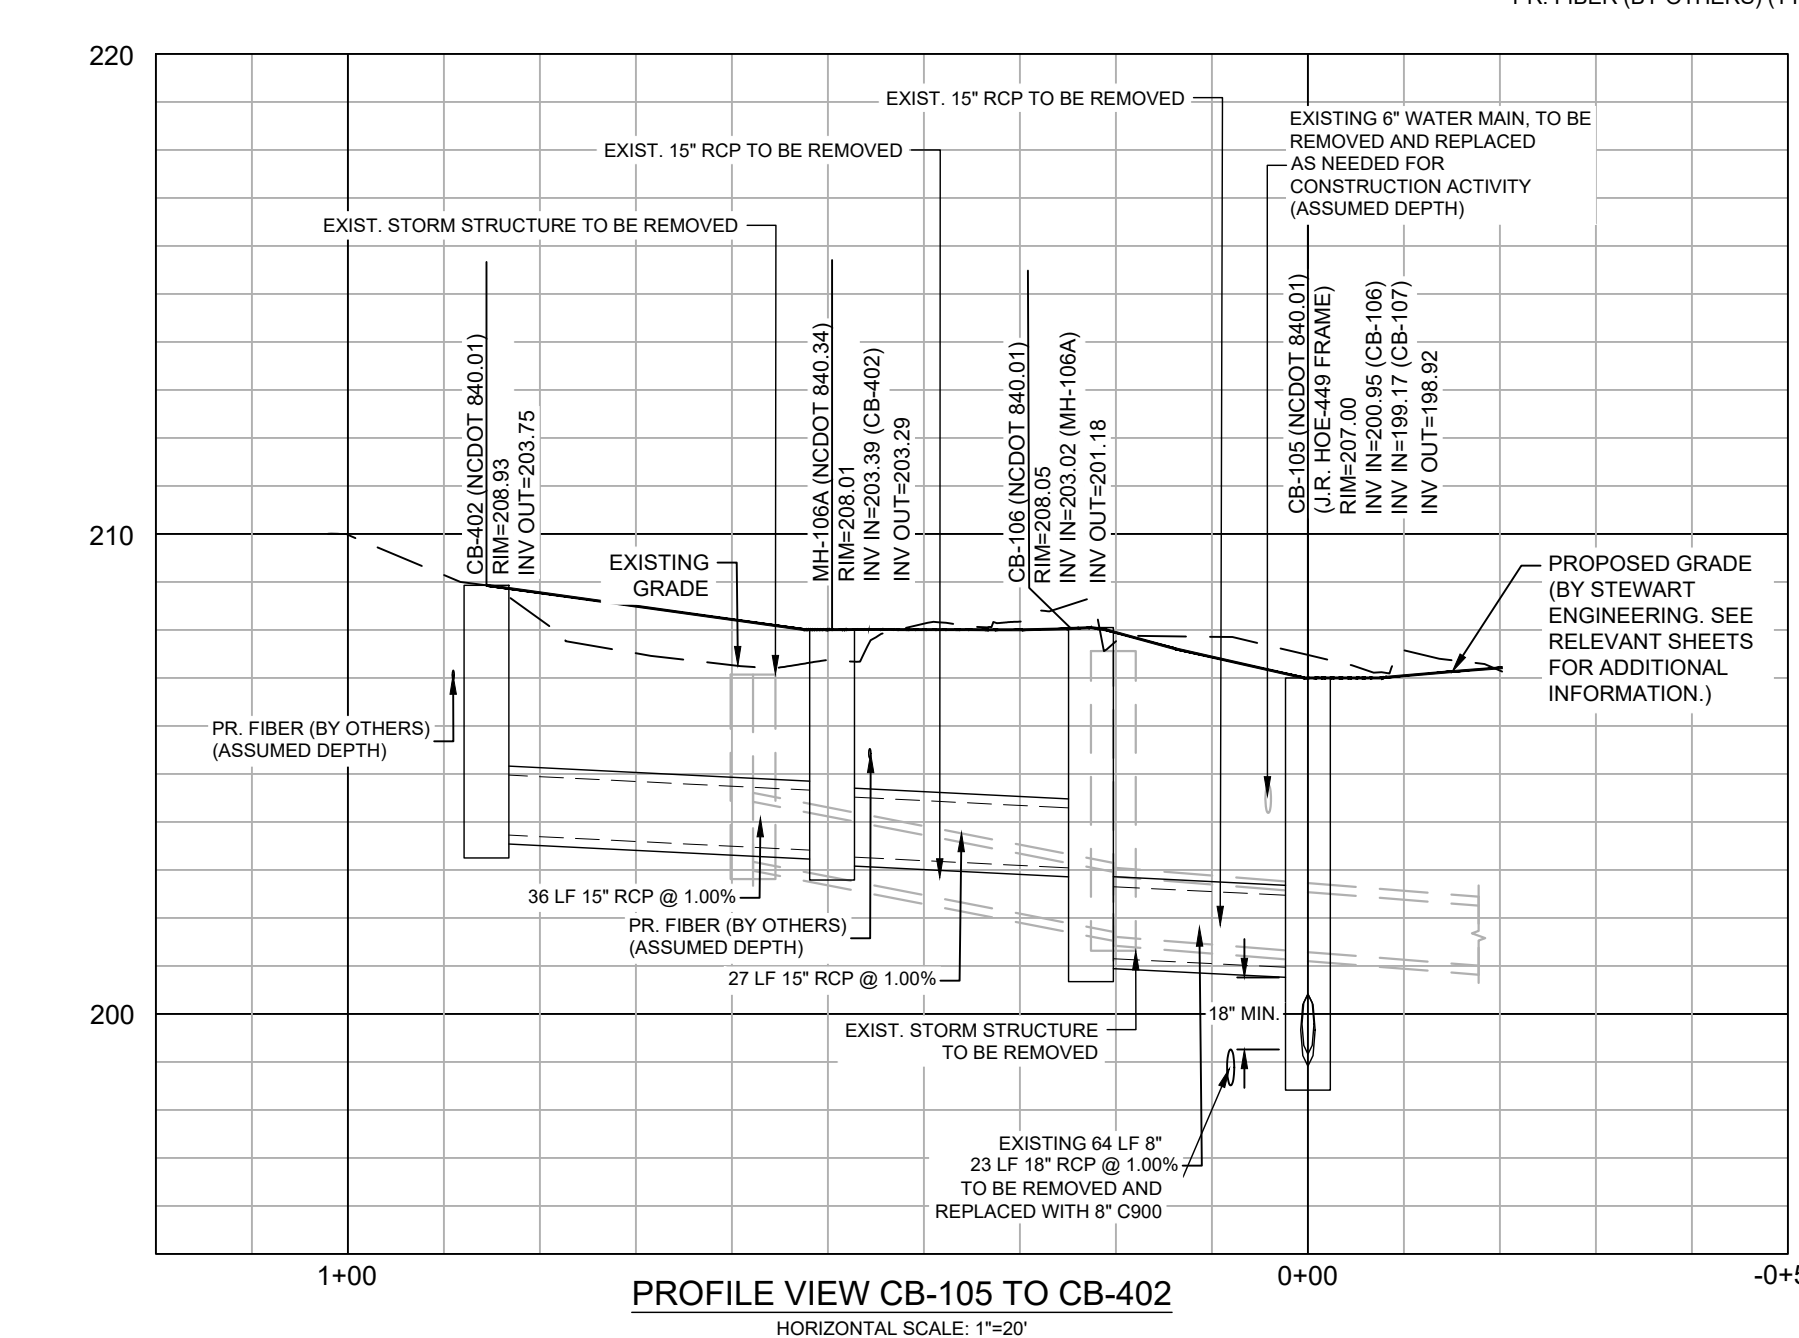 220
EXIST. 15" RCP TO BE REMOVED
EXISTING 6" WATER MAIN, TO BE
REMOVED AND REPLACED
AS NEEDED FOR
CONSTRUCTION ACTIVITY
(ASSUMED DEPTH)
EXIST. 15" RCP TO BE REMOVED
EXIST. STORM STRUCTURE TO BE REMOVED
CB-402 (NCDOT 840.01)
RIM=208.93
INV OUT=203.75
MH-106A (NCDOT 840.34)
RIM=208.01
INV IN=203.39 (CB-402)
INV OUT=203.29
CB-106 (NCDOT 840.01)
RIM=208.05
INV IN=203.02 (MH-106A)
INV OUT=201.18
CB-105 (NCDOT 840.01)
(J.R. HOE-449 FRAME)
RIM=207.00
INV IN=200.95 (CB-106)
INV IN=199.17 (CB-107)
INV OUT=198.92
210
EXISTING
GRADE
PROPOSED GRADE
(BY STEWART
ENGINEERING. SEE
RELEVANT SHEETS
FOR ADDITIONAL
INFORMATION.)
PR. FIBER (BY OTHERS)
(ASSUMED DEPTH)
36 LF 15" RCP @ 1.00%
PR. FIBER (BY OTHERS)
(ASSUMED DEPTH)
27 LF 15" RCP @ 1.00%
200
18" MIN.
EXIST. STORM STRUCTURE
TO BE REMOVED
EXISTING 64 LF 8"
23 LF 18" RCP @ 1.00%
TO BE REMOVED AND
REPLACED WITH 8" C900
1+00
0+00
PROFILE VIEW CB-105 TO CB-402
HORIZONTAL SCALE: 1"=20'